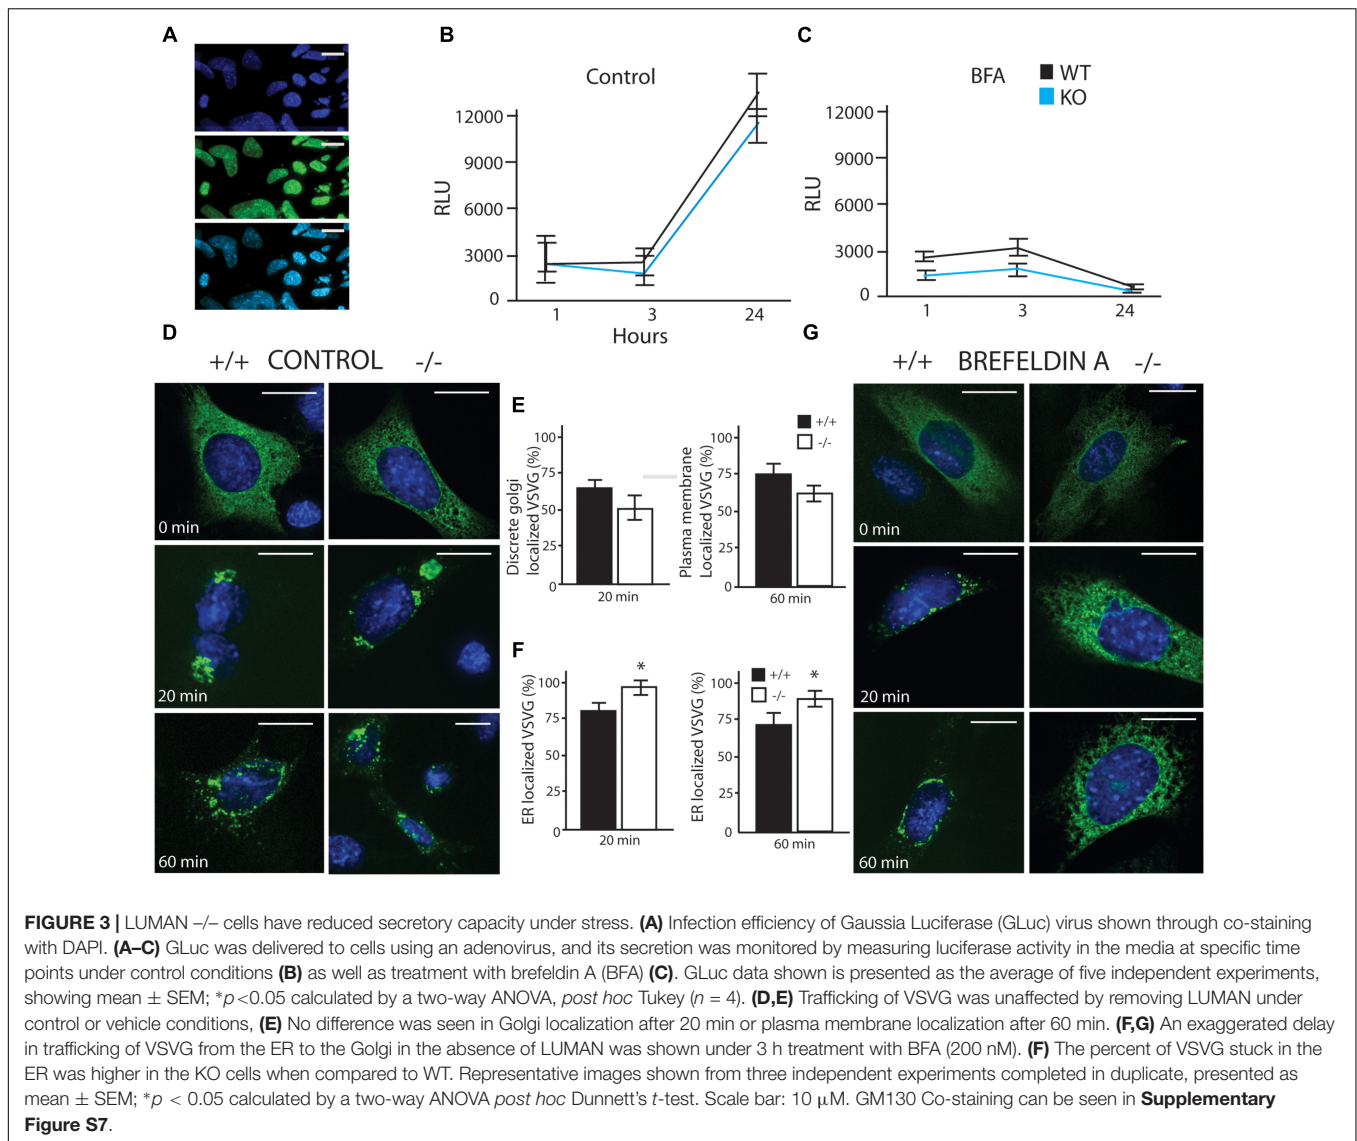 A
B
C
Control
BFA
WT
KO
12000
9000
6000
3000
0
RLU
1
3
24
Hours
12000
9000
6000
3000
0
RLU
1
3
24
D
+/+ CONTROL -/-
0 min
20 min
60 min
E
Discrete golgi
localized VSVG (%)
100
75
50
25
0
20 min
Plasma membrane
Localized VSVG (%)
100
75
50
25
0
60 min
+/+
-/-
F
ER localized VSVG (%)
100
75
50
25
0
*
20 min
ER localized VSVG (%)
100
75
50
25
0
+/+
-/-
*
60 min
G
+/+ BREFELDIN A -/-
0 min
20 min
60 min
FIGURE 3 | LUMAN –/– cells have reduced secretory capacity under stress. (A) Infection efficiency of Gaussia Luciferase (GLuc) virus shown through co-staining
with DAPI. (A–C) GLuc was delivered to cells using an adenovirus, and its secretion was monitored by measuring luciferase activity in the media at specific time
points under control conditions (B) as well as treatment with brefeldin A (BFA) (C). GLuc data shown is presented as the average of five independent experiments,
showing mean ± SEM; *p<0.05 calculated by a two-way ANOVA, post hoc Tukey (n = 4). (D,E) Trafficking of VSVG was unaffected by removing LUMAN under
control or vehicle conditions, (E) No difference was seen in Golgi localization after 20 min or plasma membrane localization after 60 min. (F,G) An exaggerated delay
in trafficking of VSVG from the ER to the Golgi in the absence of LUMAN was shown under 3 h treatment with BFA (200 nM). (F) The percent of VSVG stuck in the
ER was higher in the KO cells when compared to WT. Representative images shown from three independent experiments completed in duplicate, presented as
mean ± SEM; *p < 0.05 calculated by a two-way ANOVA post hoc Dunnett's t-test. Scale bar: 10 μM. GM130 Co-staining can be seen in Supplementary
Figure S7.